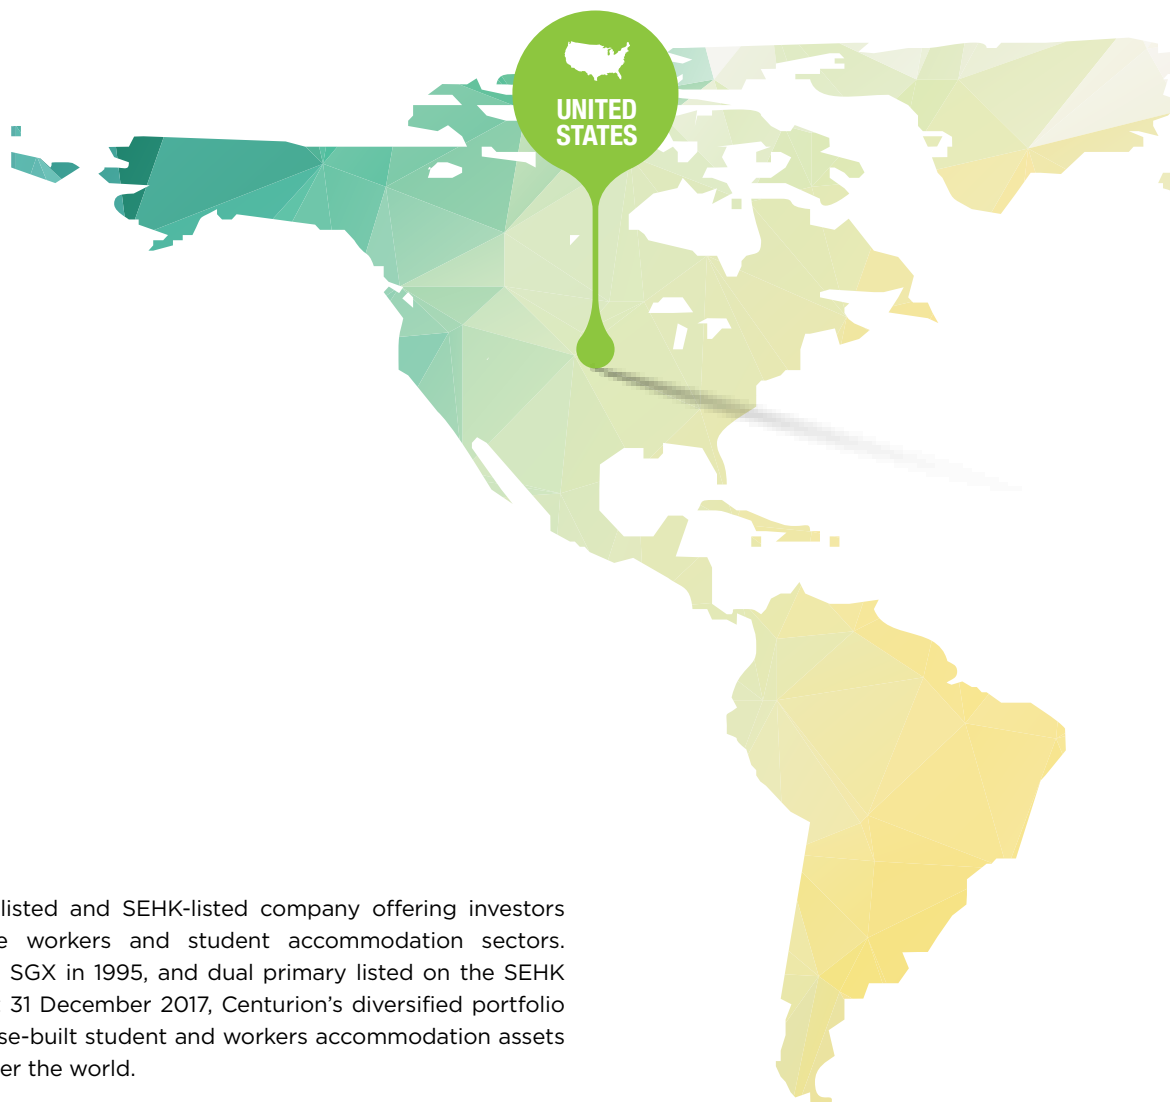 UNITED
STATES
listed and SEHK-listed company offering investors
workers and student accommodation sectors.
SGX in 1995, and dual primary listed on the SEHK
31 December 2017, Centurion’s diversified portfolio
se-built student and workers accommodation assets
er the world.